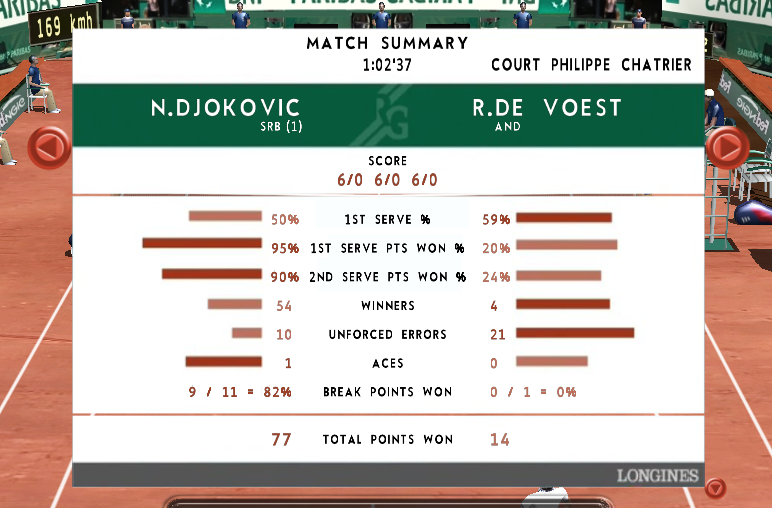 PARIBAS
169 kmh
MATCH SUMMARY
1:02'37
COURT PHILIPPE CHATRIER
N.DJOKOVIC
R.DE VOEST
SRB (1)
AND
SCORE
6/0 6/0 6/0
50% 1ST SERVE % 59%
95% 1ST SERVE PTS WON % 20%
90% 2ND SERVE PTS WON % 24%
54 WINNERS 4
10 UNFORCED ERRORS 21
1 ACES 0
9 / 11 = 82% BREAK POINTS WON 0 / 1 = 0%
77 TOTAL POINTS WON 14
LONGINES